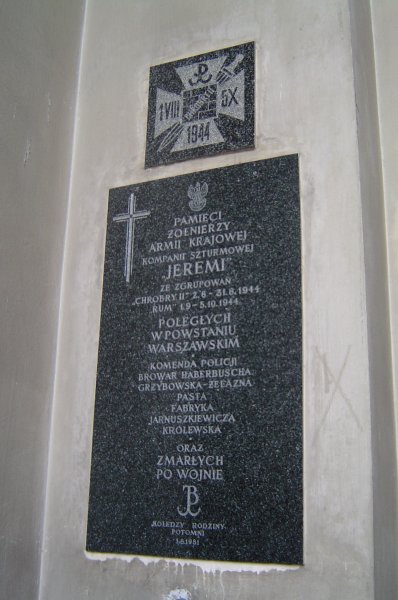 1 VIII
5X
1944
PAMIĘCI
ŻOŁNIERZY
ARMII KRAJOWEJ
KOMPANII SZTURMOWEJ
"JEREMI"
ZE ZGRUPOWAŃ
"CHROBRY II" 2.8 - 31.8.1944
RUM" 1.9 - 5.10.1944
POLEGŁYCH
W POWSTANIU
WARSZAWSKIM
KOMENDA POLICJI
BROWAR HABERBUSCHA:
GRZYBOWSKA-ŻELAZNA
PASTA
FABRYKA
JARNUSZKIEWICZA
KRÓLEWSKA
ORAZ
ZMARŁYCH
PO WOJNIE
KOLEDZY RODZINY
POTOMNI